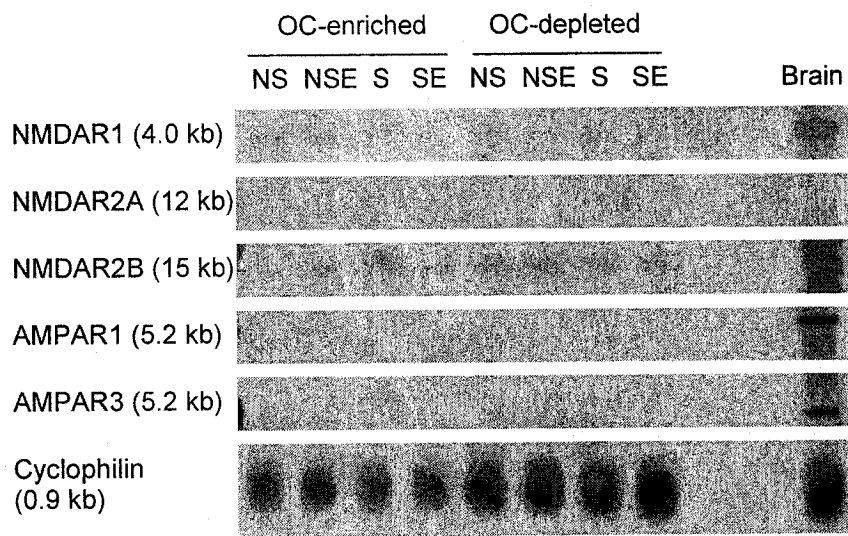 OC-enriched OC-depleted
NS NSE S SE NS NSE S SE Brain
NMDAR1 (4.0 kb)
NMDAR2A (12 kb)
NMDAR2B (15 kb)
AMPAR1 (5.2 kb)
AMPAR3 (5.2 kb)
Cyclophilin
(0.9 kb)